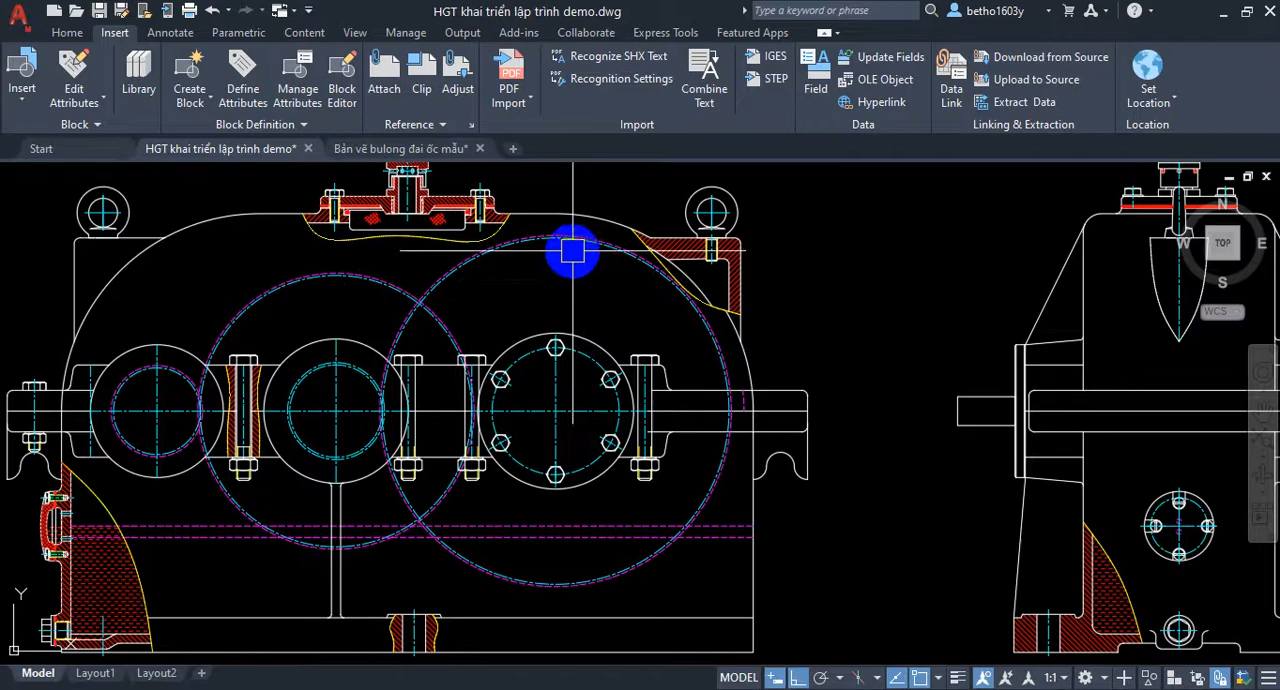 HGT khai triển lập trình demo.dwg
Type a keyword or phrase
betho1603y
Home Insert Annotate Parametric Content View Manage Output Add-ins Collaborate Express Tools Featured Apps
Insert
Edit Attributes
Library
Create Block
Define Attributes
Manage Attributes
Block Editor
Attach
Clip
Adjust
PDF Import
Recognize SHX Text
Recognition Settings
Combine Text
IGES
STEP
Field
Update Fields
OLE Object
Hyperlink
Data Link
Download from Source
Upload to Source
Extract Data
Set Location
Block
Block Definition
Reference
Import
Data
Linking & Extraction
Location
Start
HGT khai triển lập trình demo*
Bản vẽ bulong đai ốc mẫu*
N
W
TOP
E
S
WCS
Y
X
Model Layout1 Layout2
MODEL
1:1